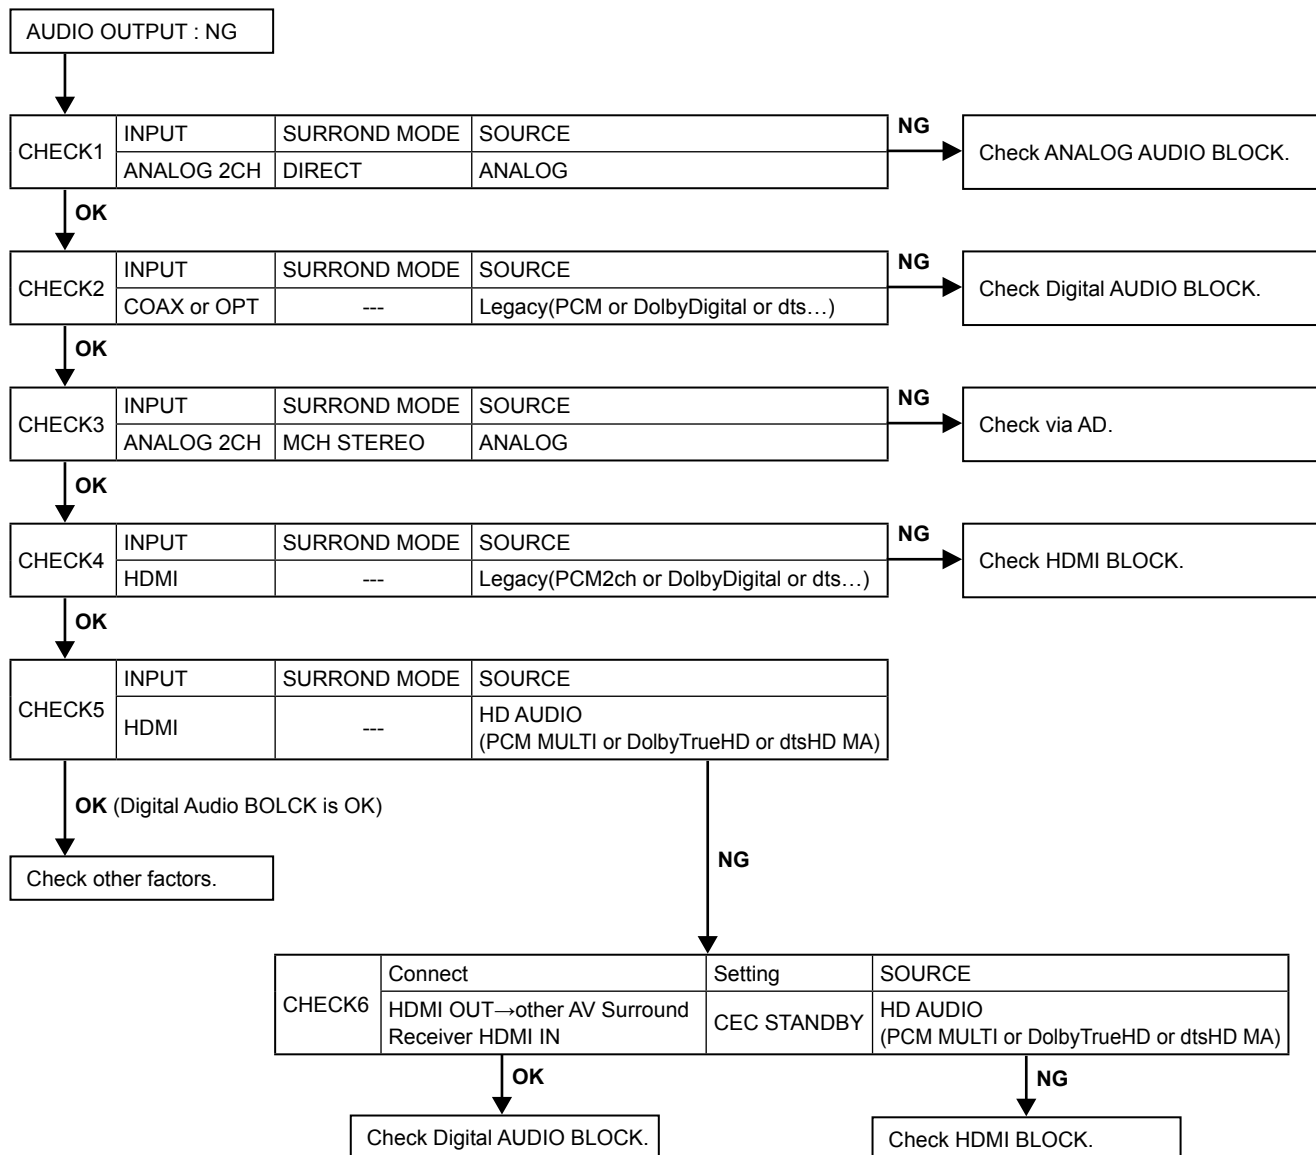 AUDIO OUTPUT : NG
CHECK1
INPUT
SURROND MODE
SOURCE
ANALOG 2CH
DIRECT
ANALOG
NG
Check ANALOG AUDIO BLOCK.
OK
CHECK2
INPUT
SURROND MODE
SOURCE
COAX or OPT
---
Legacy(PCM or DolbyDigital or dts…)
NG
Check Digital AUDIO BLOCK.
OK
CHECK3
INPUT
SURROND MODE
SOURCE
ANALOG 2CH
MCH STEREO
ANALOG
NG
Check via AD.
OK
CHECK4
INPUT
SURROND MODE
SOURCE
HDMI
---
Legacy(PCM2ch or DolbyDigital or dts…)
NG
Check HDMI BLOCK.
OK
CHECK5
INPUT
SURROND MODE
SOURCE
HDMI
---
HD AUDIO
(PCM MULTI or DolbyTrueHD or dtsHD MA)
OK (Digital Audio BOLCK is OK)
Check other factors.
NG
CHECK6
Connect
Setting
SOURCE
HDMI OUT→other AV Surround
Receiver HDMI IN
CEC STANDBY
HD AUDIO
(PCM MULTI or DolbyTrueHD or dtsHD MA)
OK
NG
Check Digital AUDIO BLOCK.
Check HDMI BLOCK.